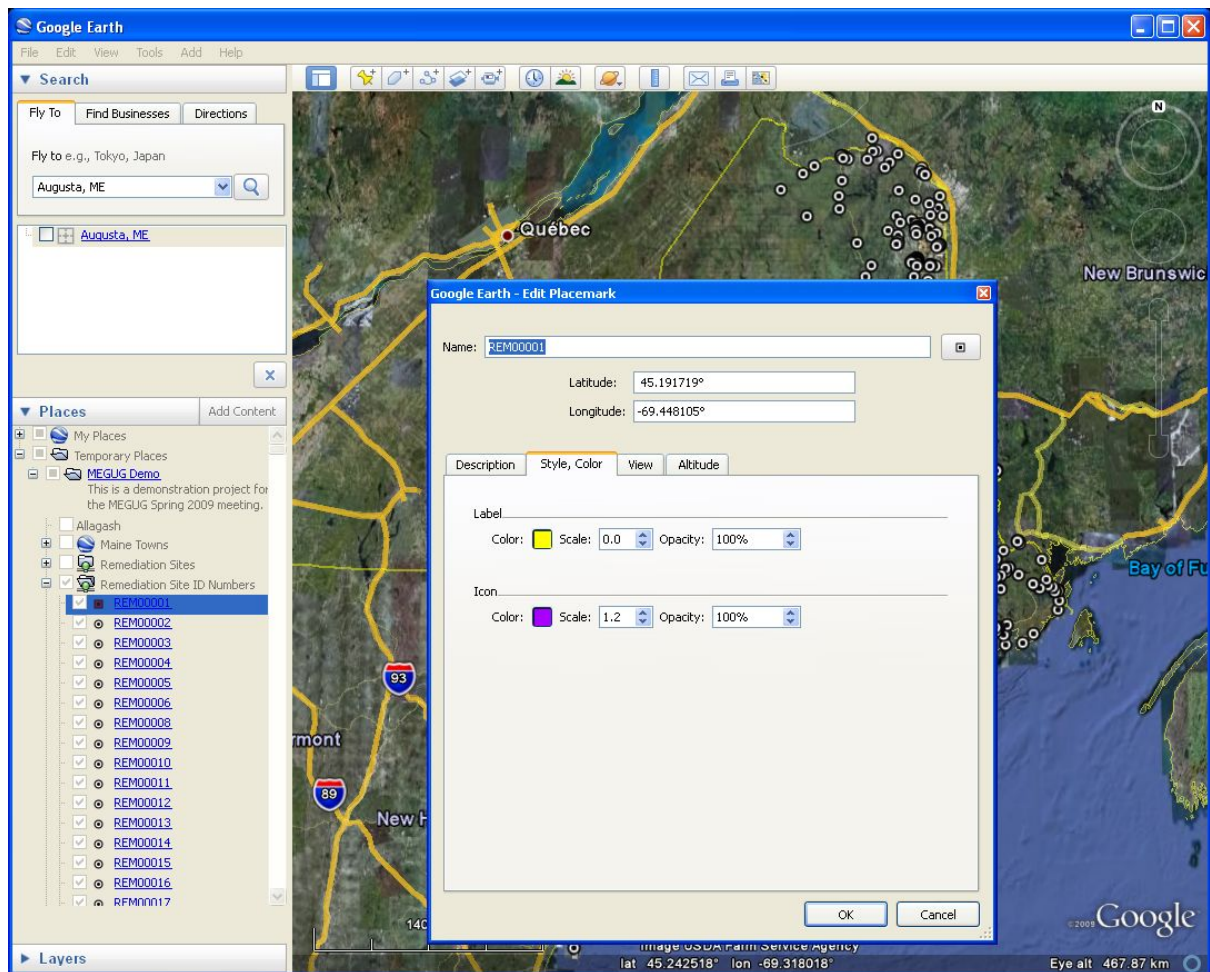 Google Earth
File Edit View Tools Add Help
Search
Fly To Find Businesses Directions
Fly to e.g., Tokyo, Japan
Augusta, ME
Augusta, ME
Places Add Content
My Places
Temporary Places
MEGUG Demo
This is a demonstration project for
the MEGUG Spring 2009 meeting.
Allagash
Maine Towns
Remediation Sites
Remediation Site ID Numbers
REM00001
REM00002
REM00003
REM00004
REM00005
REM00006
REM00008
REM00009
REM00010
REM00011
REM00012
REM00013
REM00014
REM00015
REM00016
REM00017
Layers
N
Québec
New Brunswic
Bay of Fu
93
mont
89
New H
140
Google Earth - Edit Placemark
Name: REM00001
Latitude: 45.191719°
Longitude: -69.448105°
Description Style, Color View Altitude
Label
Color: Scale: 0.0 Opacity: 100%
Icon
Color: Scale: 1.2 Opacity: 100%
OK Cancel
©2009 Google
Image USDA Farm Service Agency
lat 45.242518° lon -69.318018° Eye alt 467.87 km